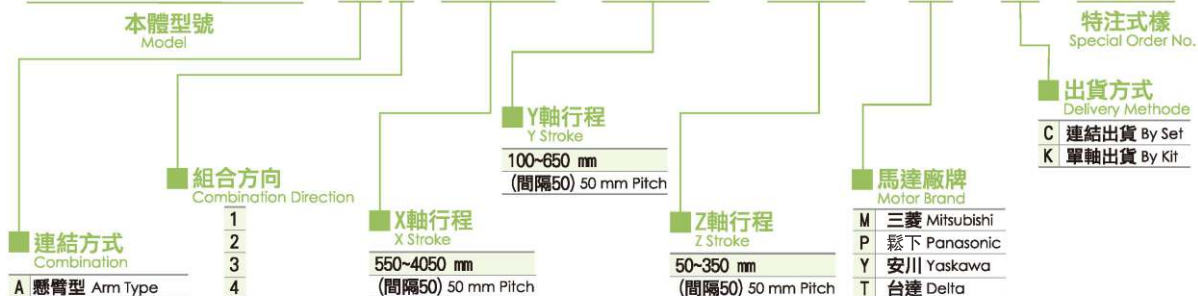 本體型號
Model
特注式樣
Special Order No.
出貨方式
Delivery Methode
C 連結出貨 By Set
K 單軸出貨 By Kit
Y軸行程
Y Stroke
100~650 mm
(間隔50) 50 mm Pitch
組合方向
Combination Direction
1
2
3
4
馬達廠牌
Motor Brand
M 三菱 Mitsubishi
P 鬆下 Panasonic
Y 安川 Yaskawa
T 台達 Delta
X軸行程
X Stroke
550~4050 mm
(間隔50) 50 mm Pitch
Z軸行程
Z Stroke
50~350 mm
(間隔50) 50 mm Pitch
連結方式
Combination
A 懸臂型 Arm Type